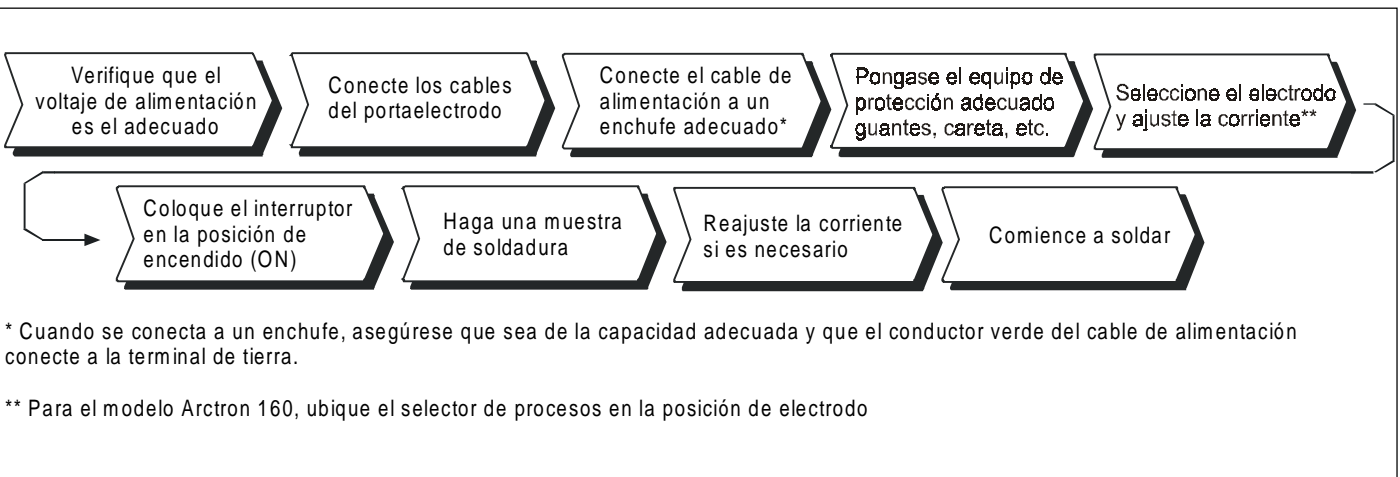 Verifique que el
voltaje de alimentación
es el adecuado
Conecte los cables
del portaelectrodo
Conecte el cable de
alimentación a un
enchufe adecuado*
Pongase el equipo de
protección adecuado
guantes, careta, etc.
Seleccione el electrodo
y ajuste la corriente**
Coloque el interruptor
en la posición de
encendido (ON)
Haga una muestra
de soldadura
Reajuste la corriente
si es necesario
Comience a soldar
* Cuando se conecta a un enchufe, asegúrese que sea de la capacidad adecuada y que el conductor verde del cable de alimentación
conecte a la terminal de tierra.
** Para el modelo Arctron 160, ubique el selector de procesos en la posición de electrodo